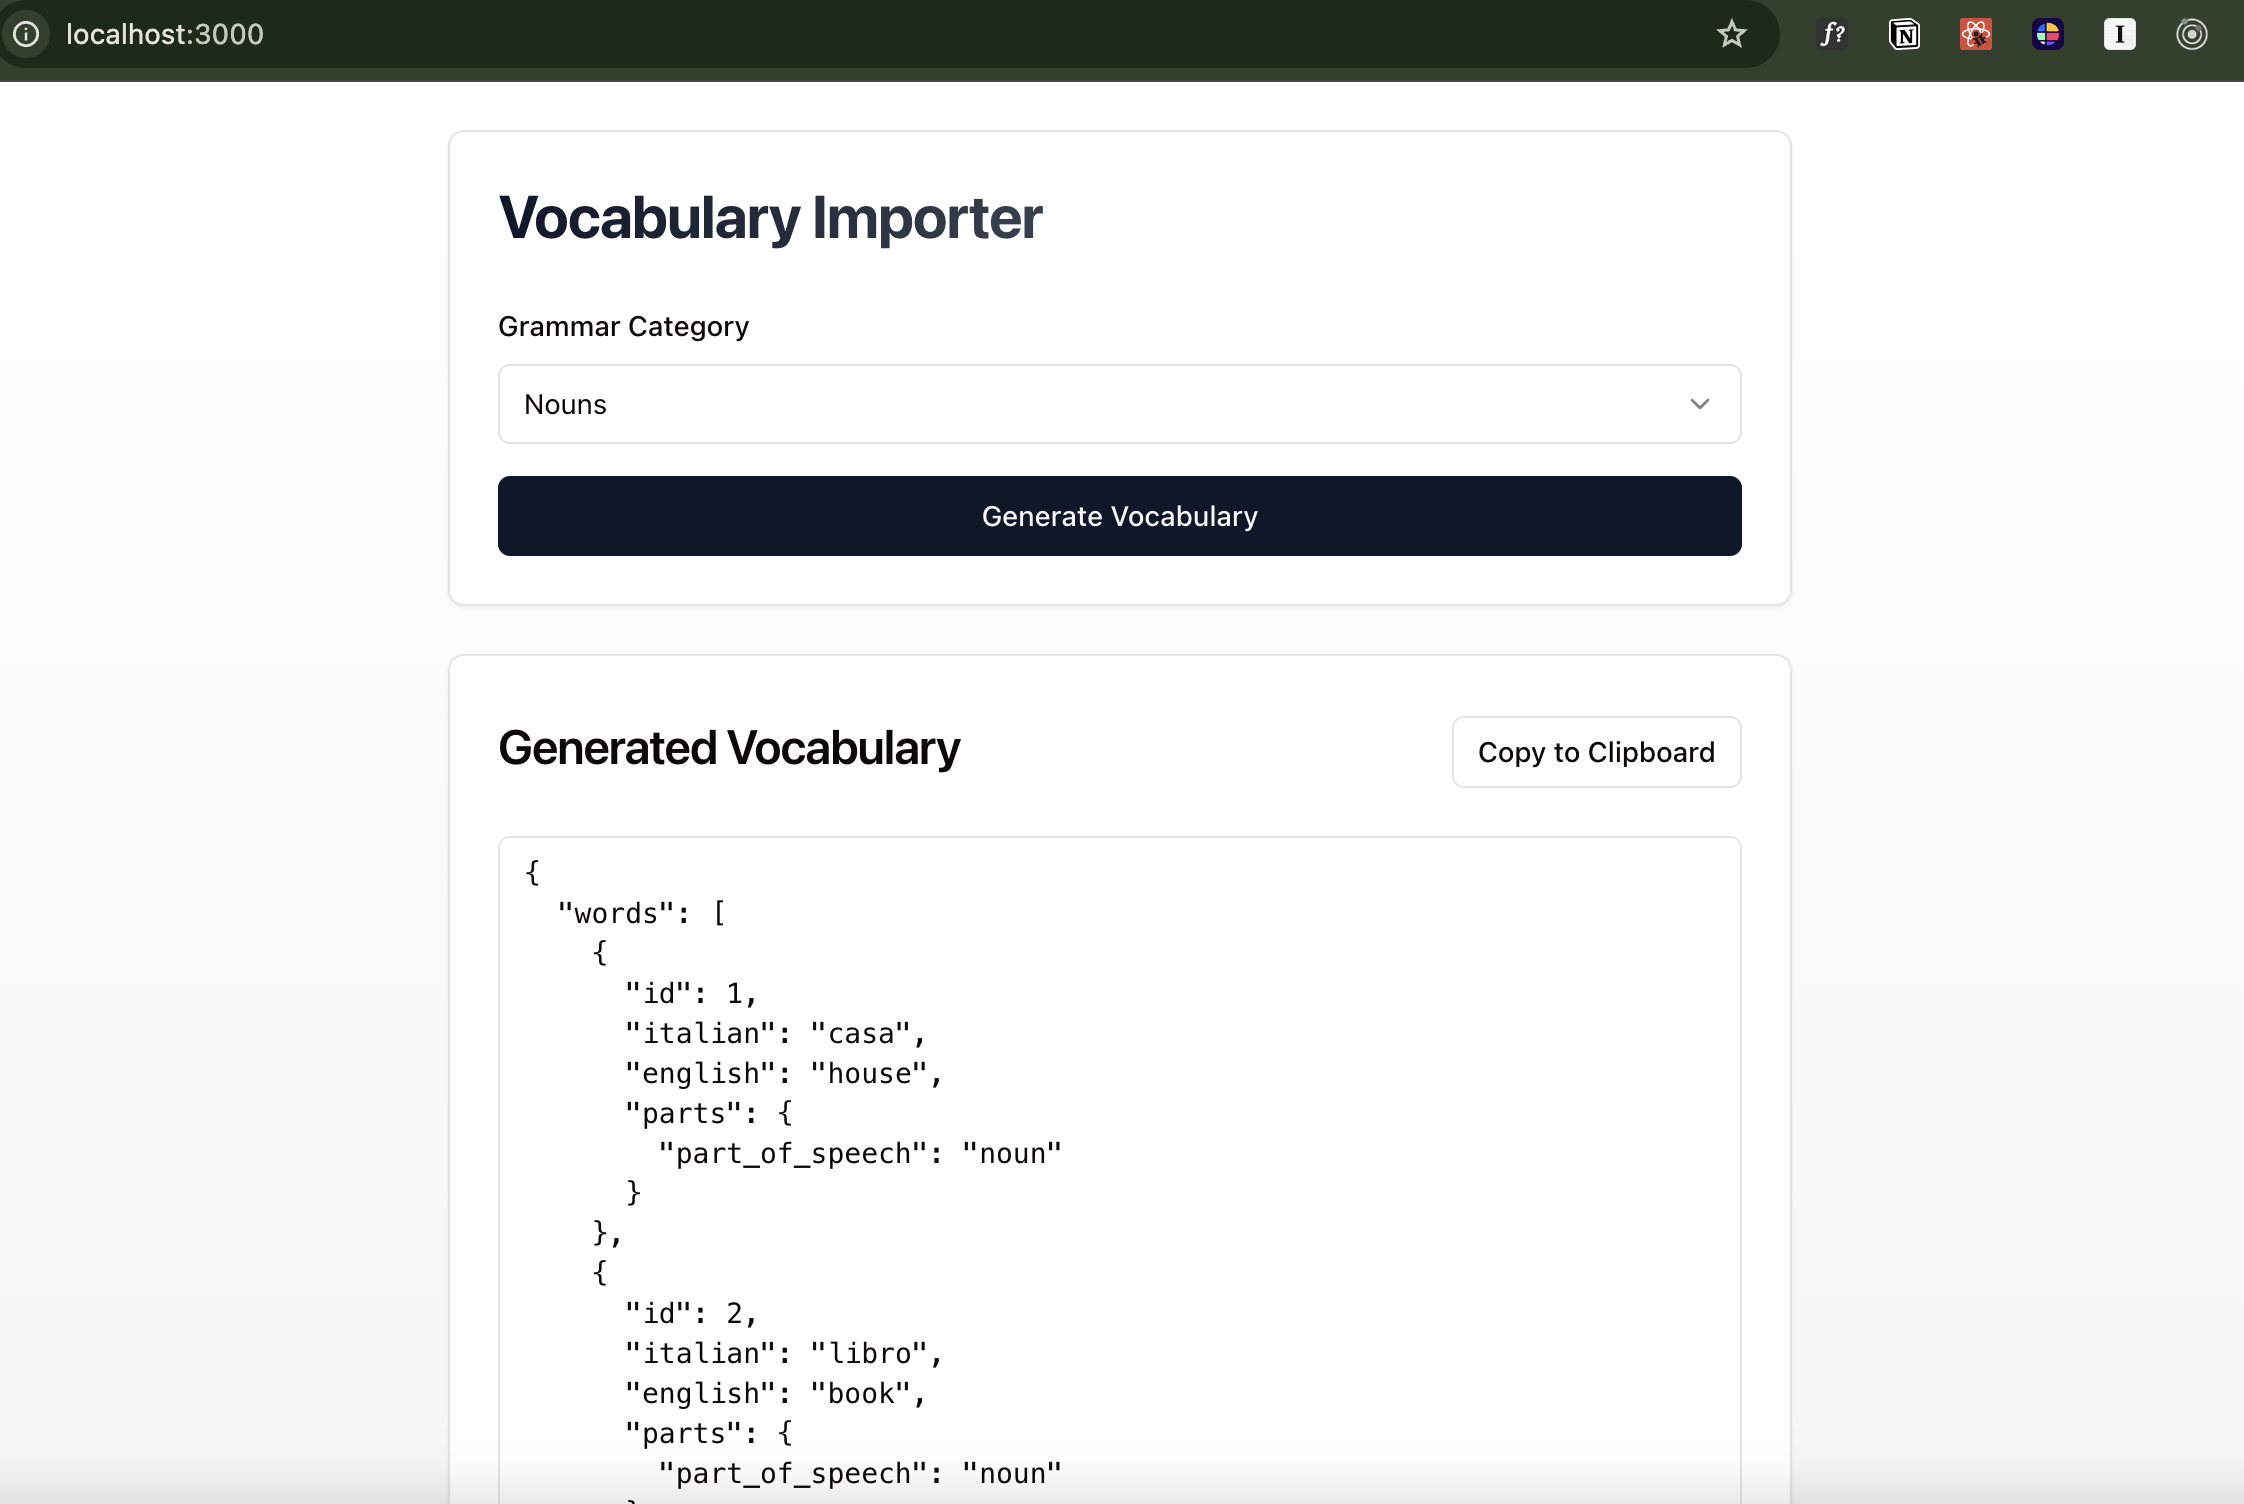 localhost:3000
f?
N
I
Vocabulary Importer
Grammar Category
Nouns
Generate Vocabulary
Generated Vocabulary
Copy to Clipboard
{
  "words": [
    {
      "id": 1,
      "italian": "casa",
      "english": "house",
      "parts": {
        "part_of_speech": "noun"
      }
    },
    {
      "id": 2,
      "italian": "libro",
      "english": "book",
      "parts": {
        "part_of_speech": "noun"